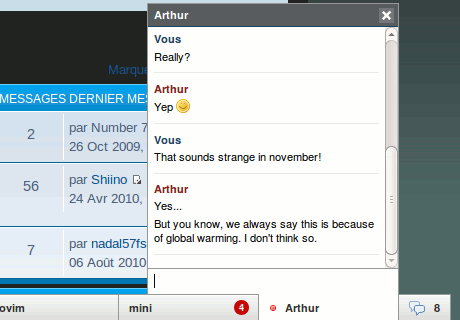 Arthur
Vous
Really?
Arthur
Yep
Vous
That sounds strange in november!
Arthur
Yes...
But you know, we always say this is because
of global warming. I don't think so.
Marque
MESSAGES DERNIER MES
2
par Number 7
26 Oct 2009,
56
par Shiino
24 Avr 2010,
7
par nadal57fs
06 Août 2010
ovim
mini
4
Arthur
8